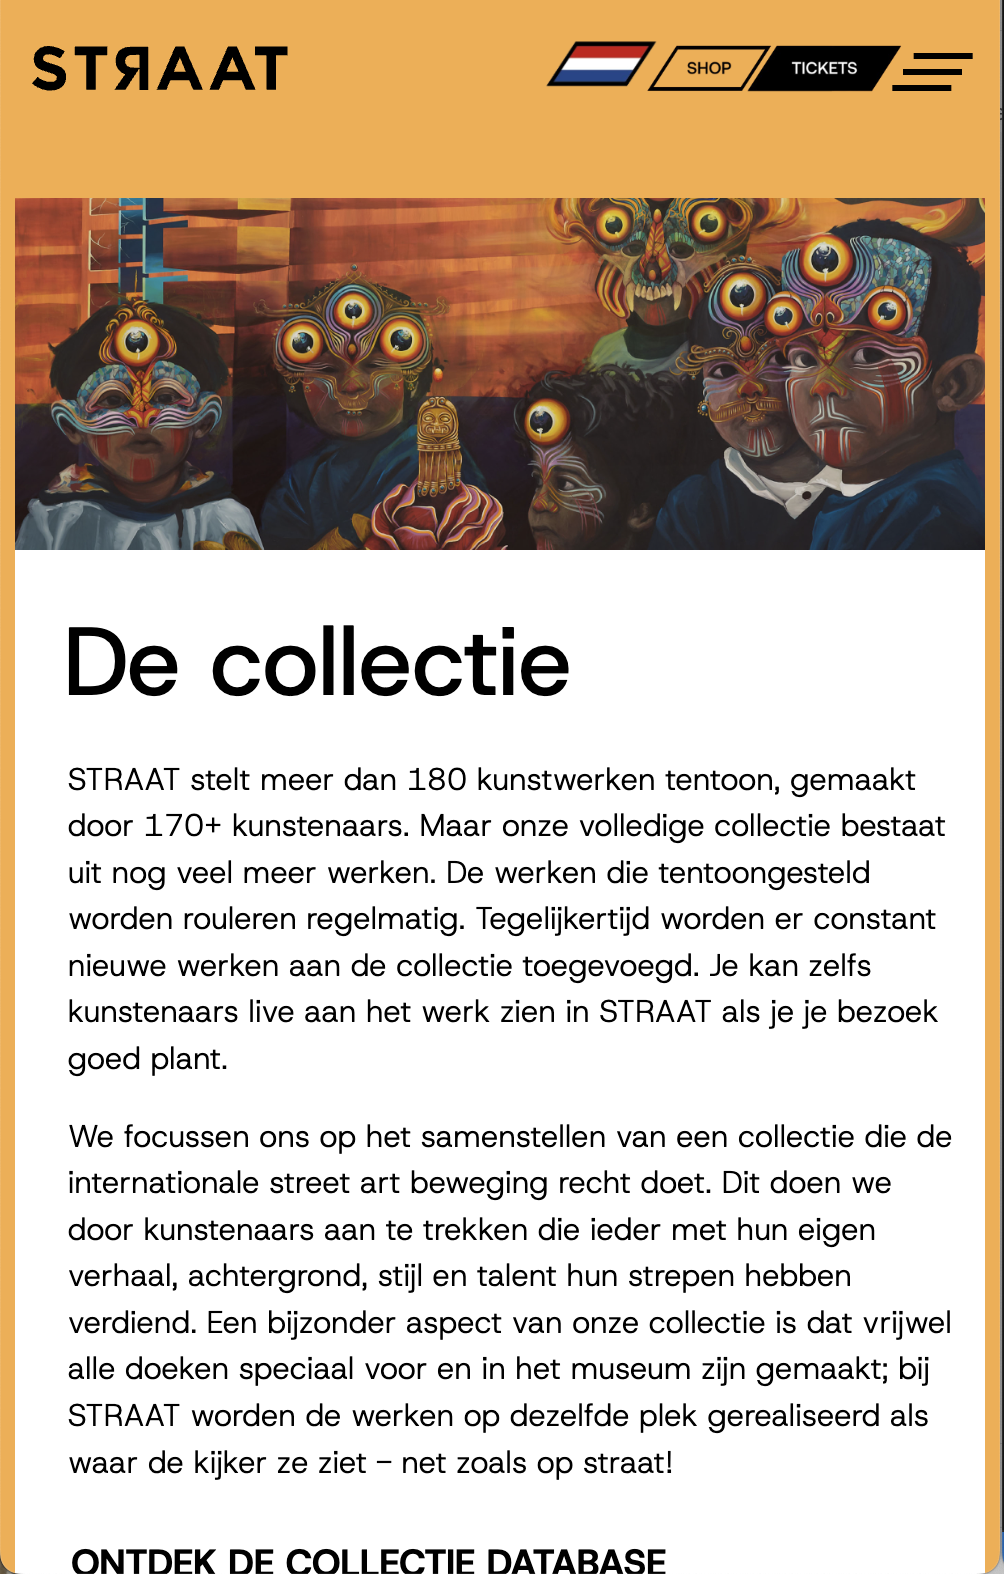 STRAAT
SHOP
TICKETS
De collectie
STRAAT stelt meer dan 180 kunstwerken tentoon, gemaakt
door 170+ kunstenaars. Maar onze volledige collectie bestaat
uit nog veel meer werken. De werken die tentoongesteld
worden rouleren regelmatig. Tegelijkertijd worden er constant
nieuwe werken aan de collectie toegevoegd. Je kan zelfs
kunstenaars live aan het werk zien in STRAAT als je je bezoek
goed plant.
We focussen ons op het samenstellen van een collectie die de
internationale street art beweging recht doet. Dit doen we
door kunstenaars aan te trekken die ieder met hun eigen
verhaal, achtergrond, stijl en talent hun strepen hebben
verdiend. Een bijzonder aspect van onze collectie is dat vrijwel
alle doeken speciaal voor en in het museum zijn gemaakt; bij
STRAAT worden de werken op dezelfde plek gerealiseerd als
waar de kijker ze ziet – net zoals op straat!
ONTDEK DE COLLECTIE DATABASE